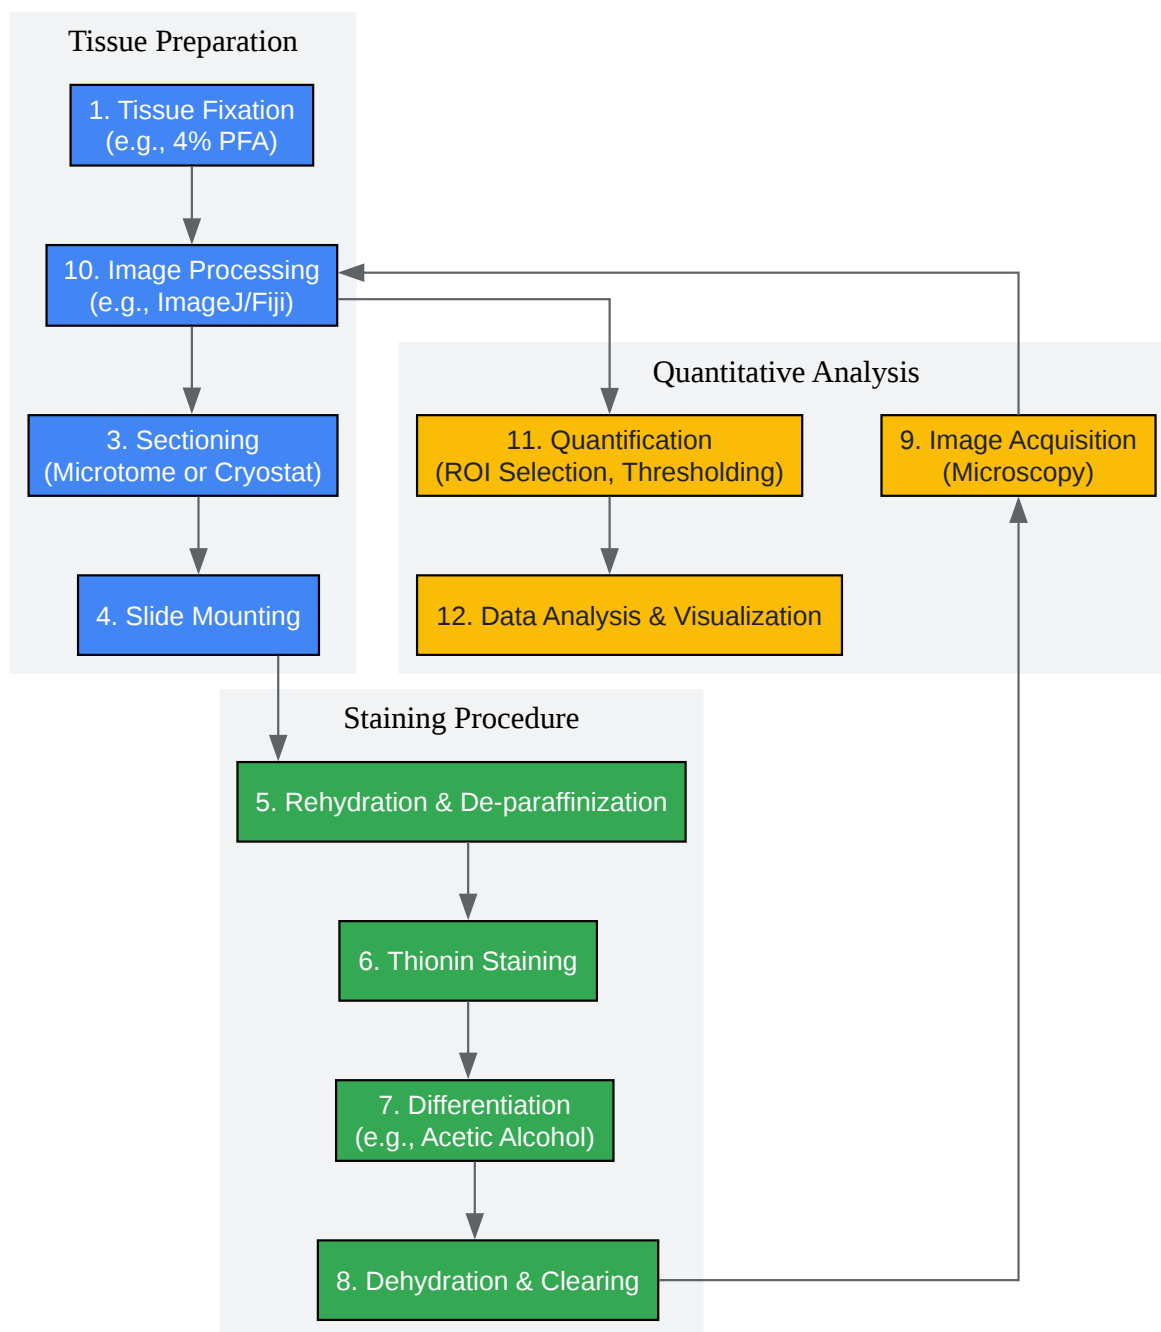 Tissue Preparation
1. Tissue Fixation
(e.g., 4% PFA)
10. Image Processing
(e.g., ImageJ/Fiji)
3. Sectioning
(Microtome or Cryostat)
4. Slide Mounting
Quantitative Analysis
11. Quantification
(ROI Selection, Thresholding)
9. Image Acquisition
(Microscopy)
12. Data Analysis & Visualization
Staining Procedure
5. Rehydration & De-paraffinization
6. Thionin Staining
7. Differentiation
(e.g., Acetic Alcohol)
8. Dehydration & Clearing